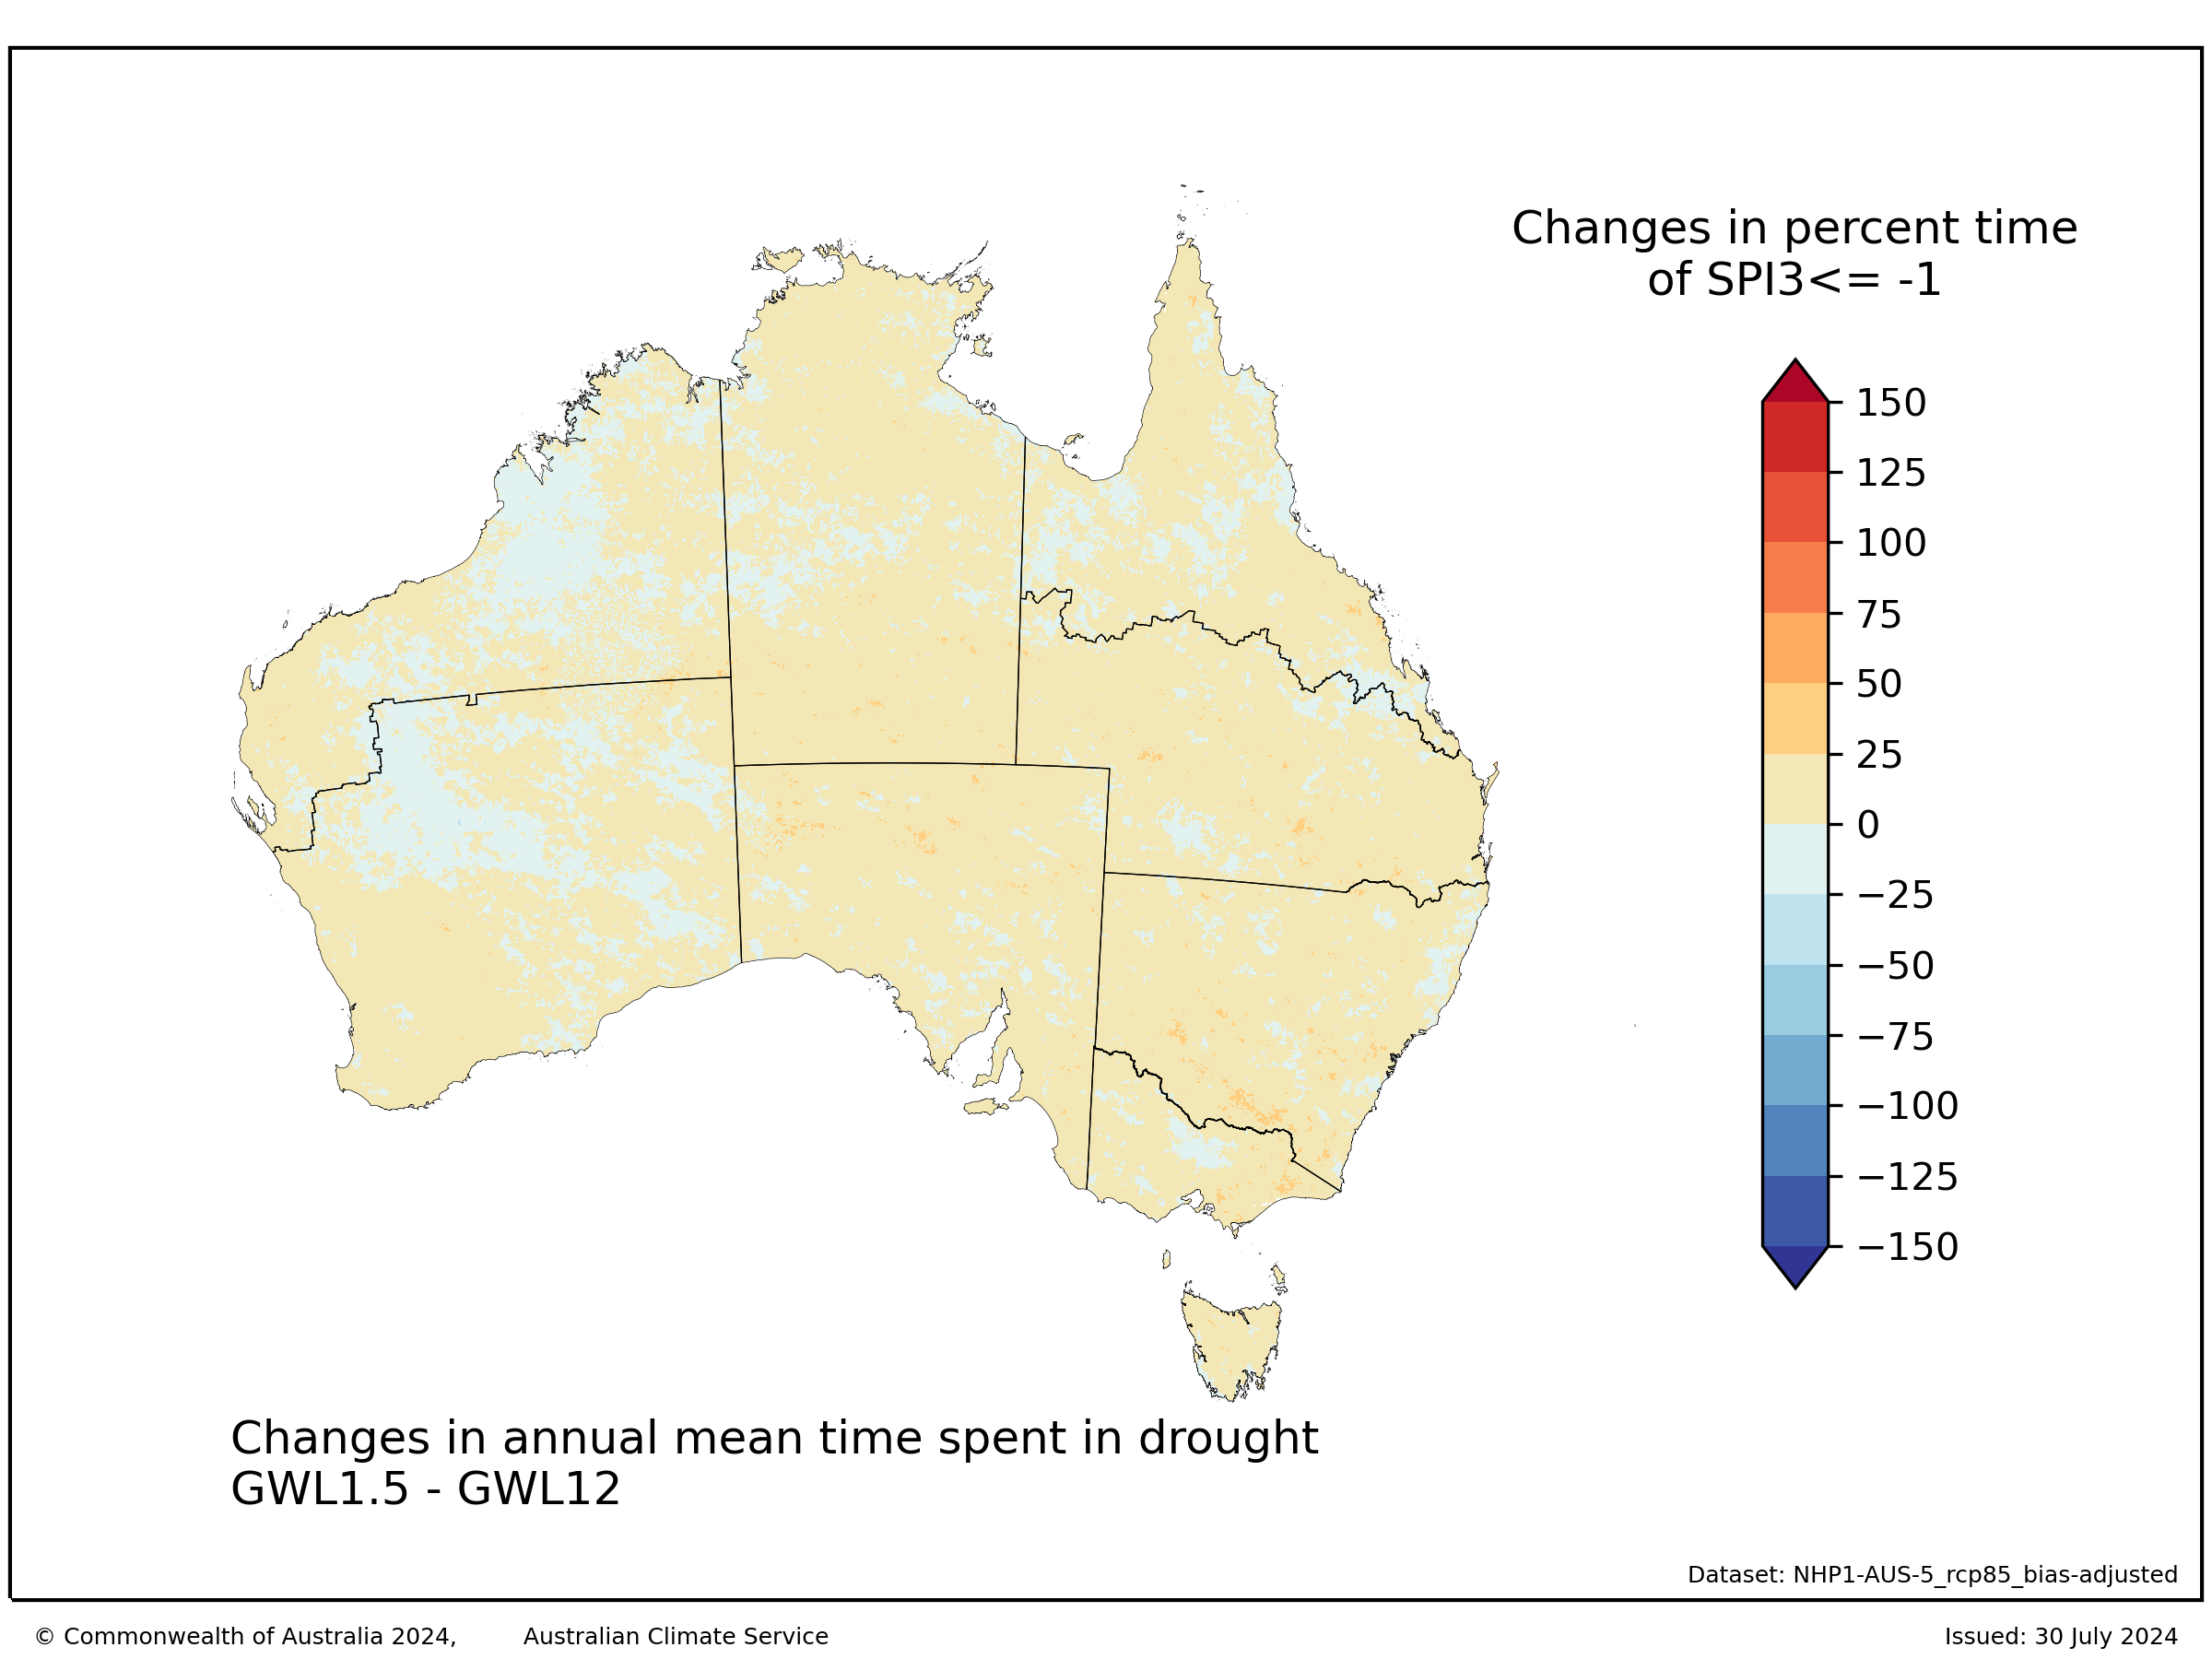 Changes in percent time
of SPI3<= -1
150
125
100
75
50
25
0
−25
−50
−75
−100
−125
−150
Changes in annual mean time spent in drought
GWL1.5 - GWL12
Dataset: NHP1-AUS-5_rcp85_bias-adjusted
© Commonwealth of Australia 2024, Australian Climate Service Issued: 30 July 2024